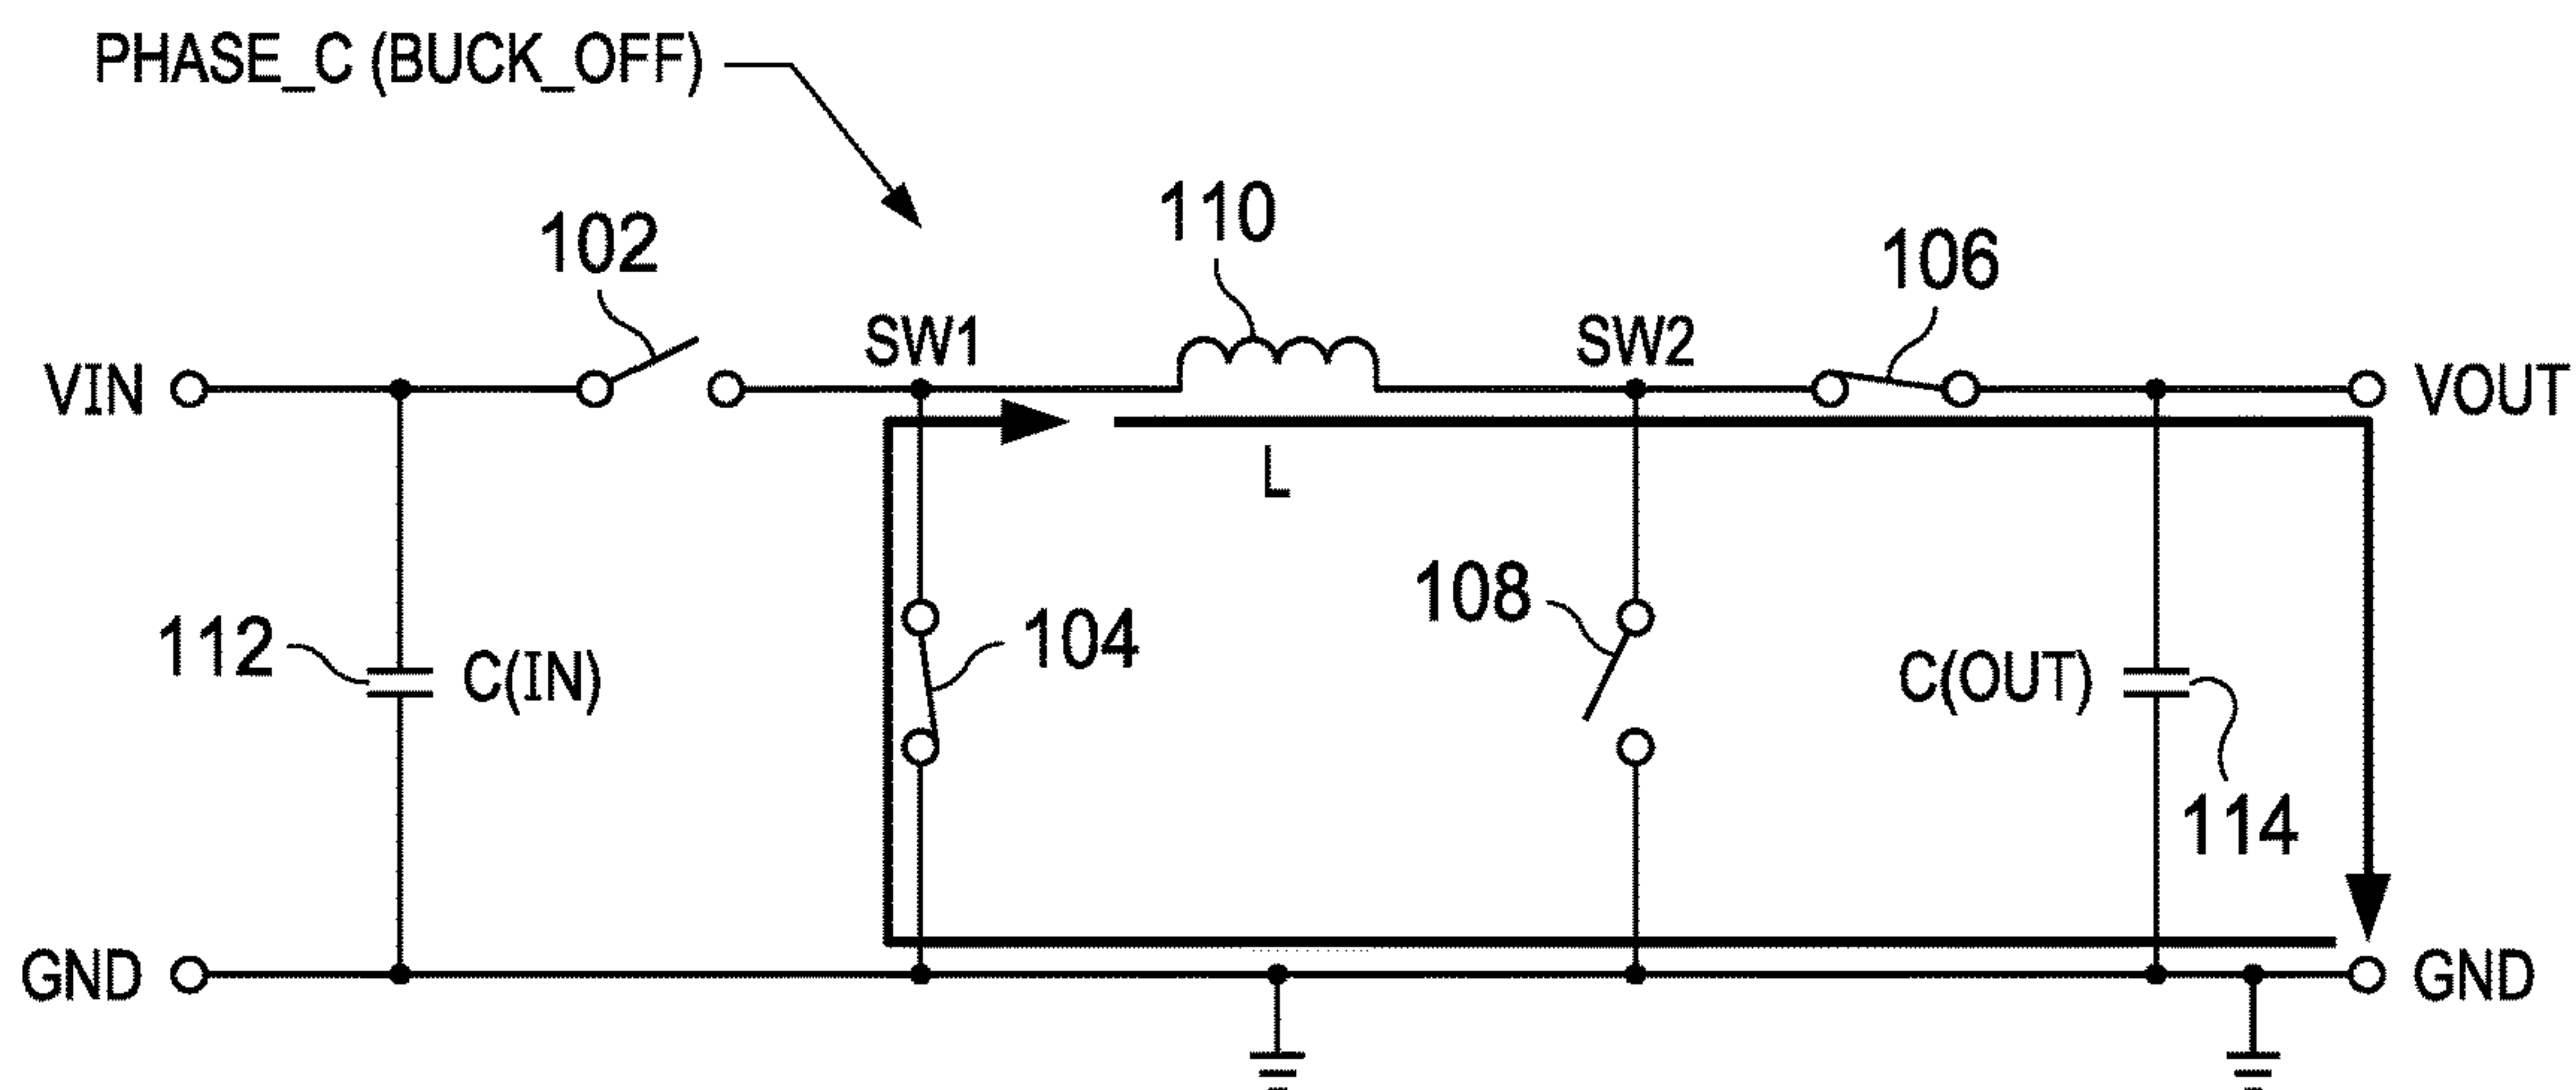 PHASE_C (BUCK_OFF)
102
110
106
SW1
SW2
VIN
VOUT
L
112
C(IN)
104
108
C(OUT)
114
GND
GND